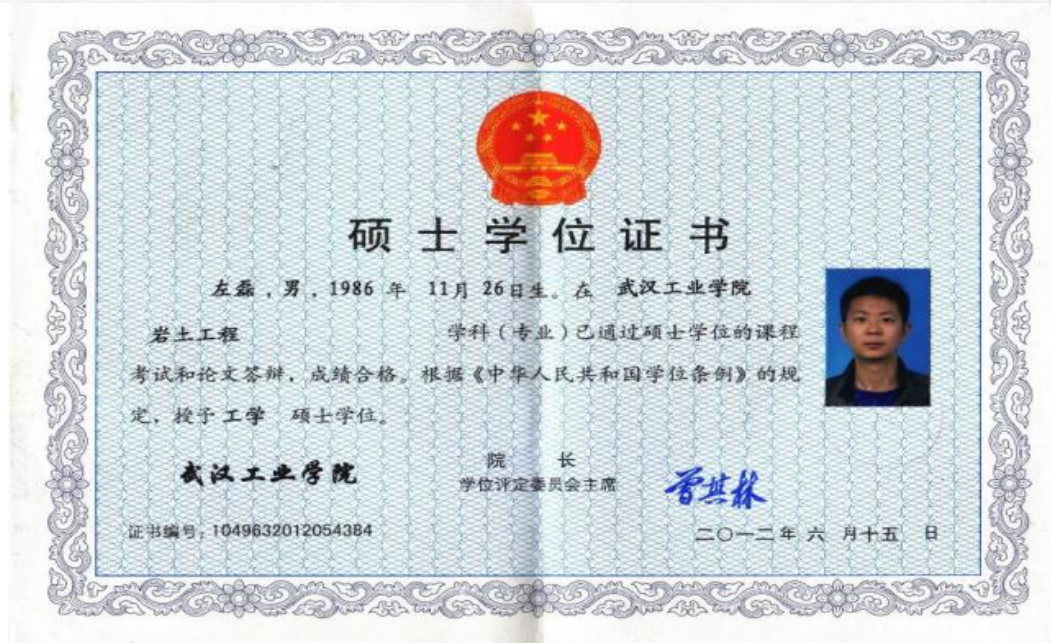 硕士学位证书
左磊，男，1986 年 11月 26日生。在 武汉工业学院
岩土工程 学科（专业）已通过硕士学位的课程
考试和论文答辩，成绩合格。根据《中华人民共和国学位条例》的规
定，授予 工学 硕士学位。
武汉工业学院
院 长
学位评定委员会主席
曾其林
证书编号：1049632012054384
二〇一二年 六 月十五 日